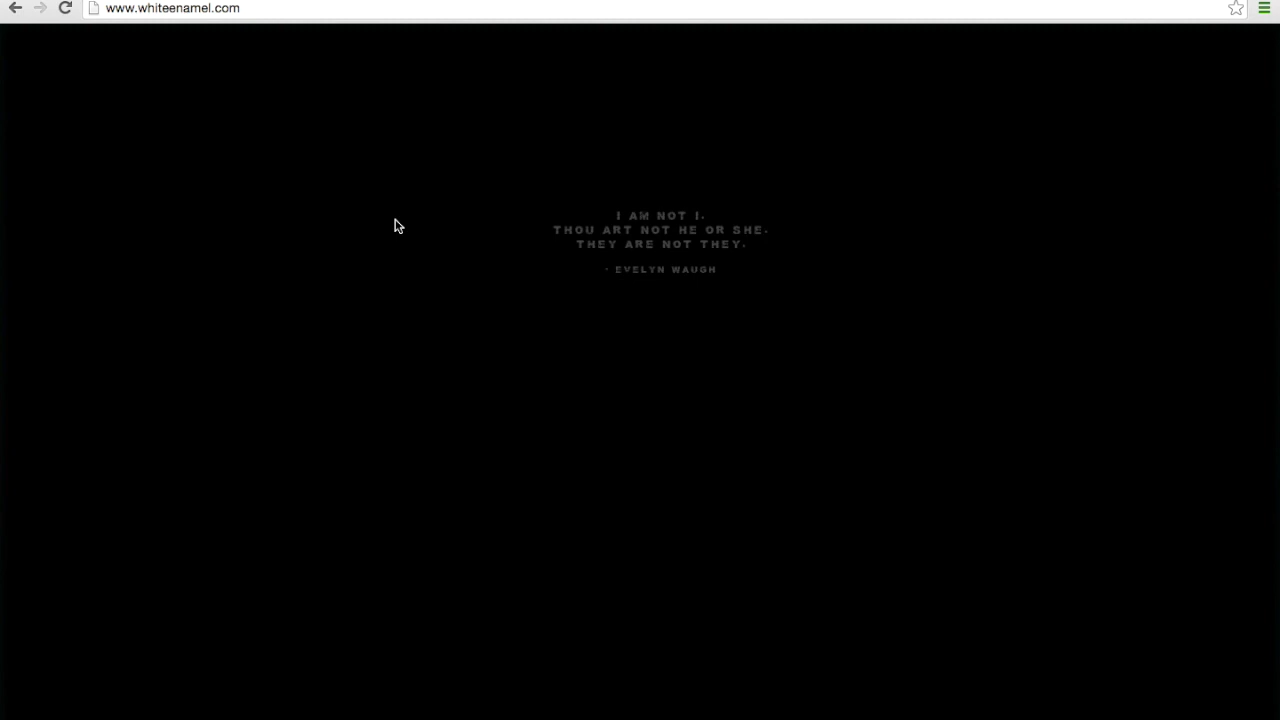 www.whiteenamel.com
I AM NOT I.
THOU ART NOT HE OR SHE.
THEY ARE NOT THEY.
- EVELYN WAUGH